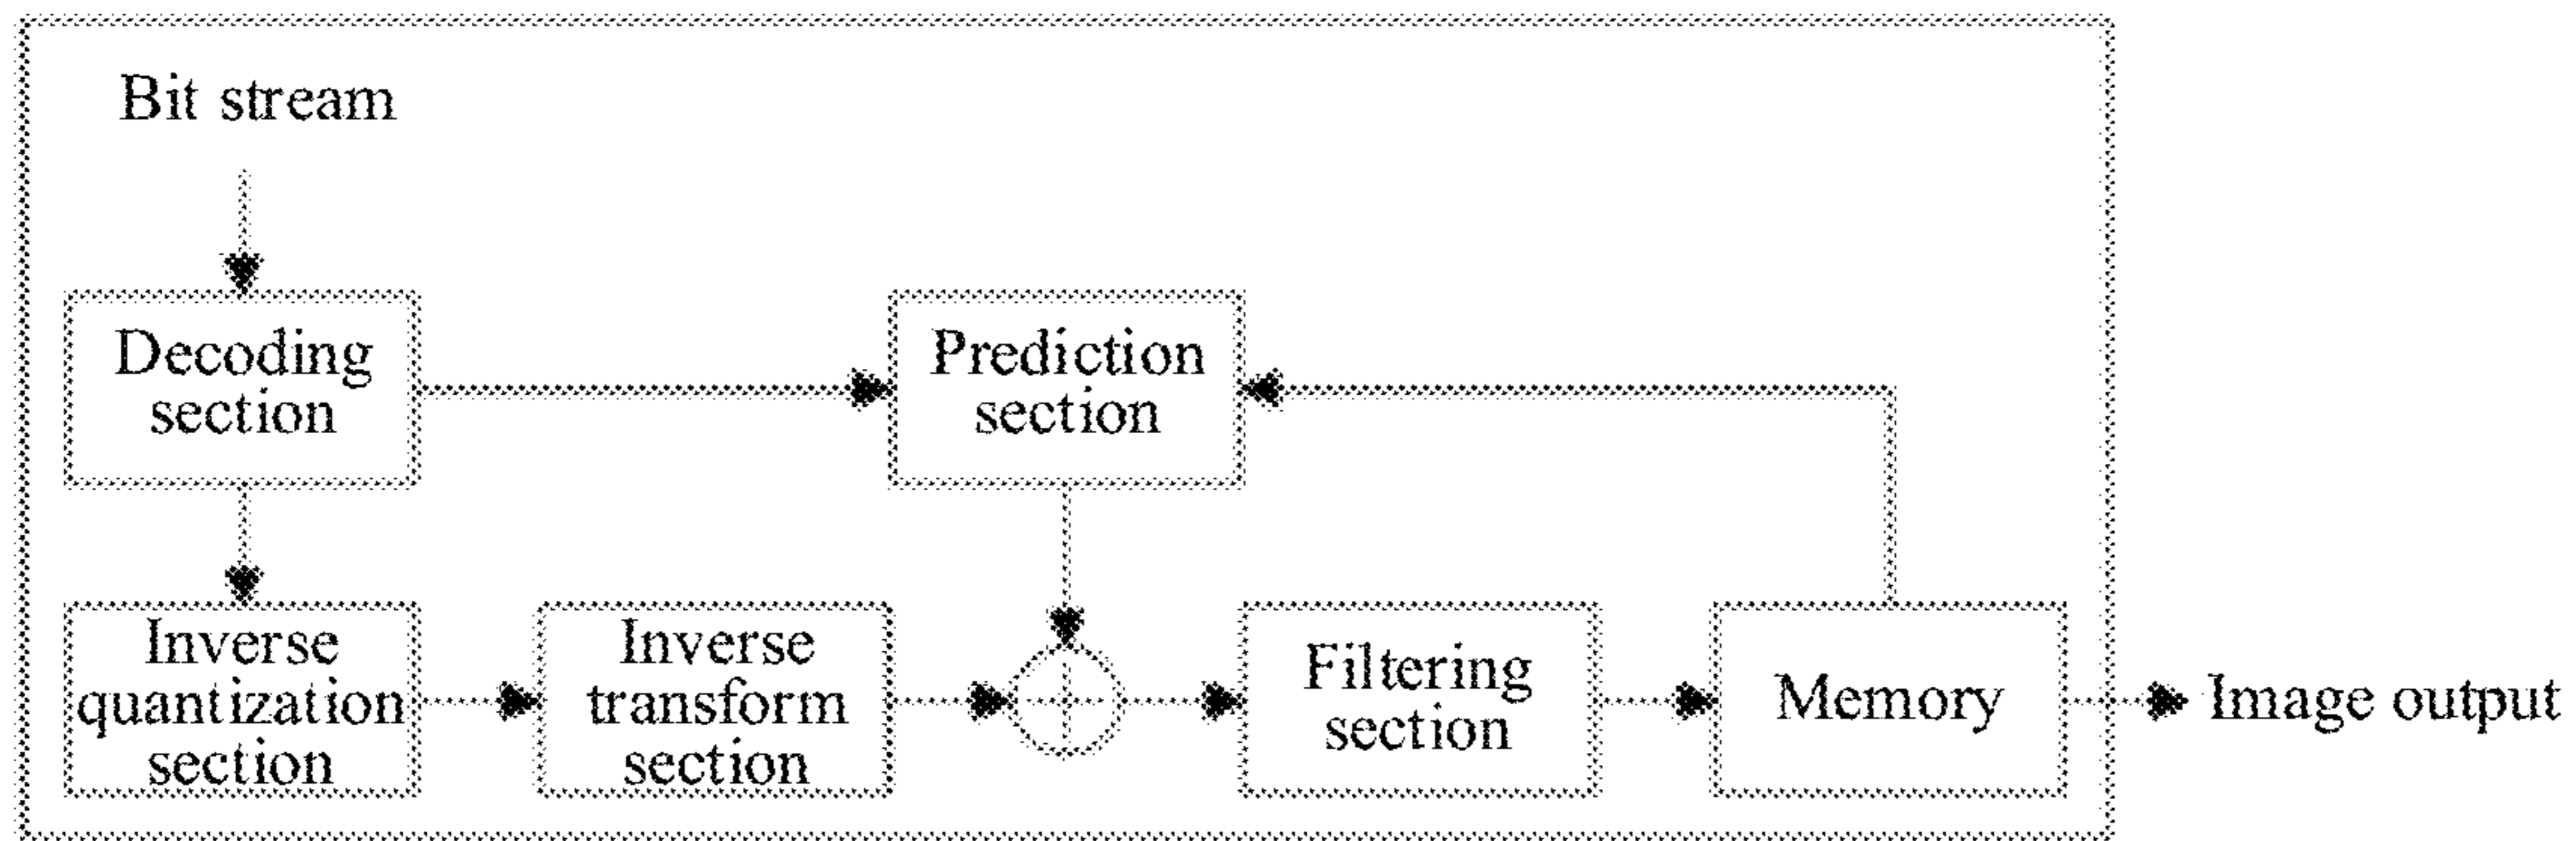 Bit stream
Decoding
section
Prediction
section
Inverse
quantization
section
Inverse
transform
section
Filtering
section
Memory
Image output